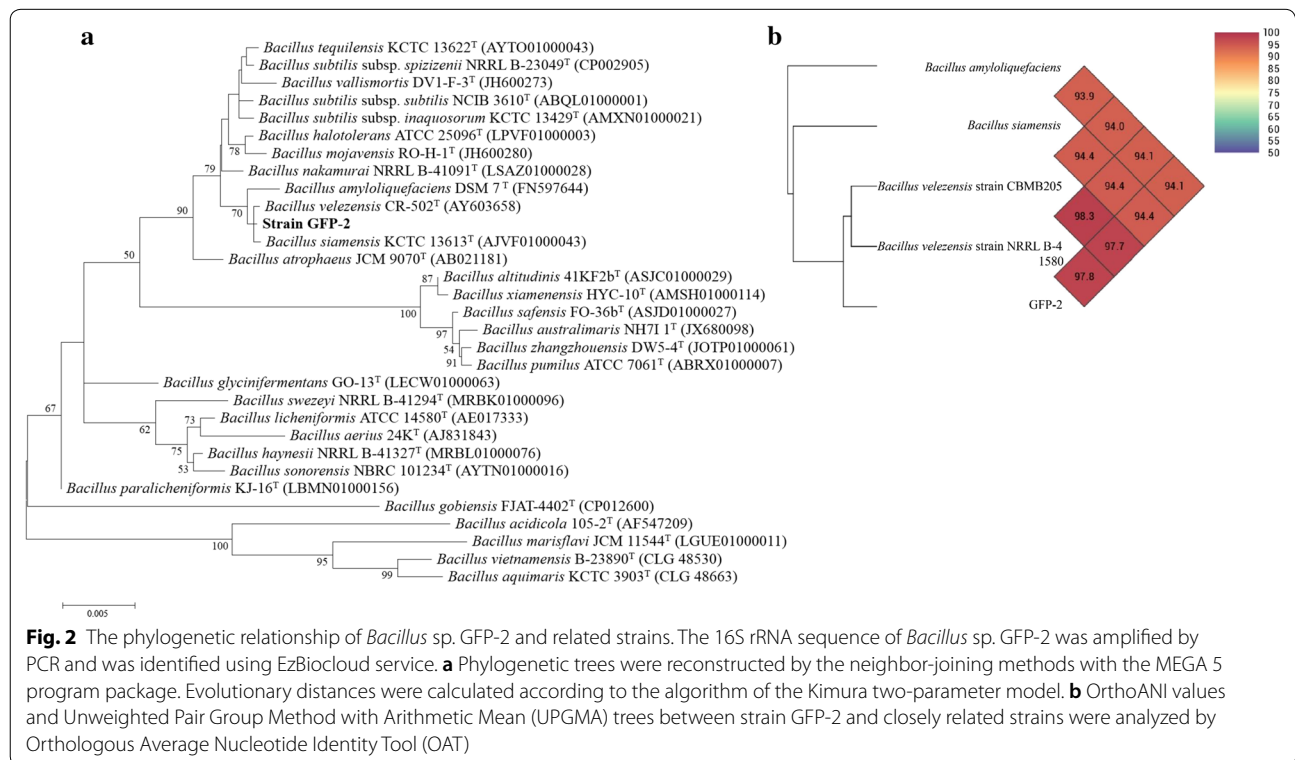 a
Bacillus tequilensis KCTC 13622ᵀ (AYTO01000043)
Bacillus subtilis subsp. spizizenii NRRL B-23049ᵀ (CP002905)
Bacillus vallismortis DV1-F-3ᵀ (JH600273)
Bacillus subtilis subsp. subtilis NCIB 3610ᵀ (ABQL01000001)
Bacillus subtilis subsp. inaquosorum KCTC 13429ᵀ (AMXN01000021)
Bacillus halotolerans ATCC 25096ᵀ (LPVF01000003)
78
Bacillus mojavensis RO-H-1ᵀ (JH600280)
79
Bacillus nakamurai NRRL B-41091ᵀ (LSAZ01000028)
Bacillus amyloliquefaciens DSM 7ᵀ (FN597644)
90
70
Bacillus velezensis CR-502ᵀ (AY603658)
Strain GFP-2
Bacillus siamensis KCTC 13613ᵀ (AJVF01000043)
50
Bacillus atrophaeus JCM 9070ᵀ (AB021181)
87
Bacillus altitudinis 41KF2bᵀ (ASJC01000029)
Bacillus xiamenensis HYC-10ᵀ (AMSH01000114)
100
Bacillus safensis FO-36bᵀ (ASJD01000027)
97
Bacillus australimaris NH7I 1ᵀ (JX680098)
54
Bacillus zhangzhouensis DW5-4ᵀ (JOTP01000061)
91
Bacillus pumilus ATCC 7061ᵀ (ABRX01000007)
Bacillus glycinifermentans GO-13ᵀ (LECW01000063)
67
Bacillus swezeyi NRRL B-41294ᵀ (MRBK01000096)
62
73
Bacillus licheniformis ATCC 14580ᵀ (AE017333)
Bacillus aerius 24Kᵀ (AJ831843)
75
Bacillus haynesii NRRL B-41327ᵀ (MRBL01000076)
53
Bacillus sonorensis NBRC 101234ᵀ (AYTN01000016)
Bacillus paralicheniformis KJ-16ᵀ (LBMN01000156)
Bacillus gobiensis FJAT-4402ᵀ (CP012600)
Bacillus acidicola 105-2ᵀ (AF547209)
100
Bacillus marisflavi JCM 11544ᵀ (LGUE01000011)
95
Bacillus vietnamensis B-23890ᵀ (CLG 48530)
99
Bacillus aquimaris KCTC 3903ᵀ (CLG 48663)
0.005
b
Bacillus amyloliquefaciens
Bacillus siamensis
Bacillus velezensis strain CBMB205
Bacillus velezensis strain NRRL B-4
1580
GFP-2
93.9
94.0
94.4
94.1
94.4
94.1
98.3
94.4
97.7
97.8
100
95
90
85
80
75
70
65
60
55
50
Fig. 2 The phylogenetic relationship of Bacillus sp. GFP-2 and related strains. The 16S rRNA sequence of Bacillus sp. GFP-2 was amplified by
PCR and was identified using EzBiocloud service. a Phylogenetic trees were reconstructed by the neighbor-joining methods with the MEGA 5
program package. Evolutionary distances were calculated according to the algorithm of the Kimura two-parameter model. b OrthoANI values
and Unweighted Pair Group Method with Arithmetic Mean (UPGMA) trees between strain GFP-2 and closely related strains were analyzed by
Orthologous Average Nucleotide Identity Tool (OAT)